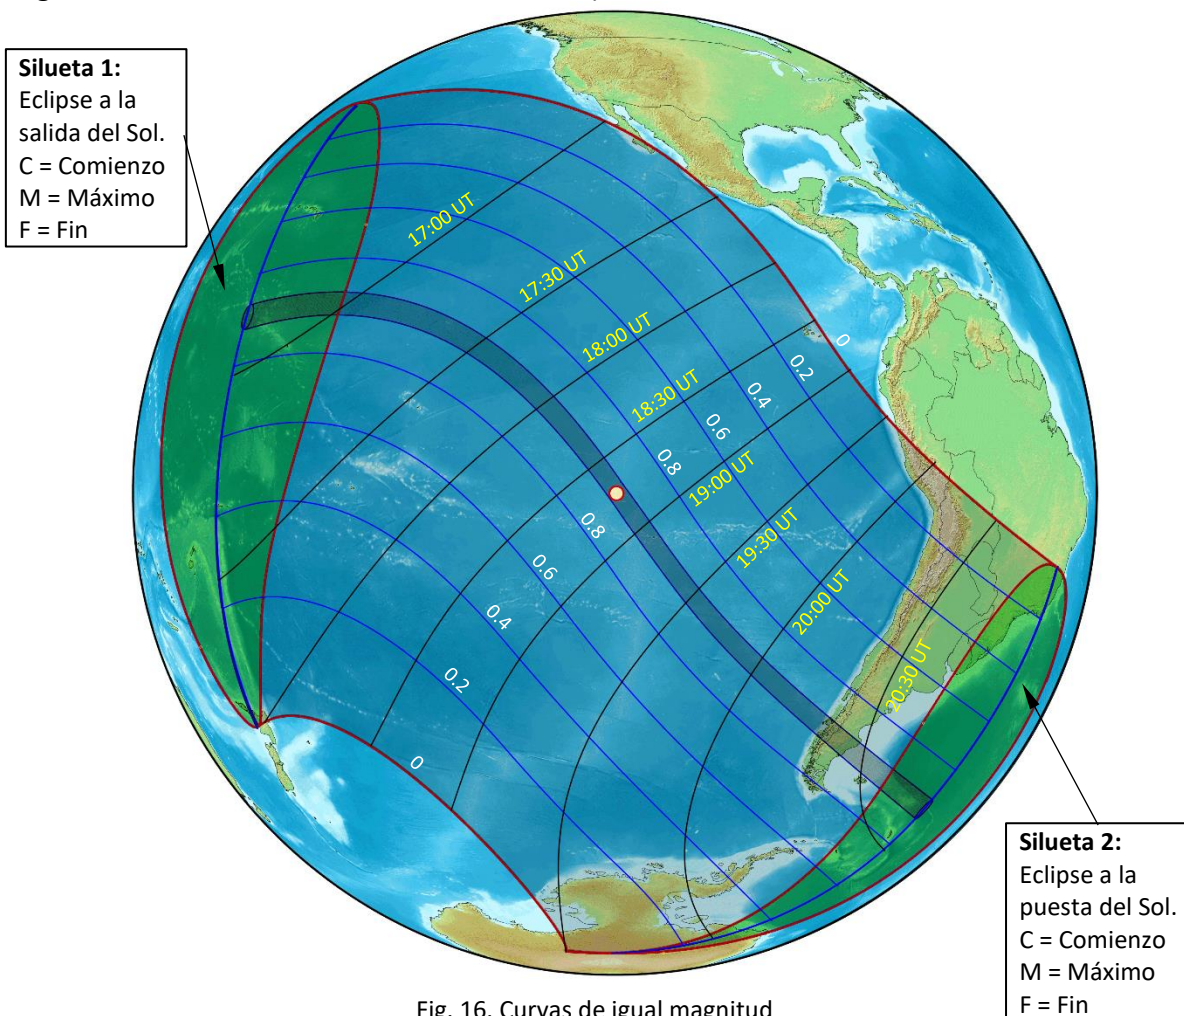 Silueta 1:
Eclipse a la
salida del Sol.
C = Comienzo
M = Máximo
F = Fin
17:00 UT
17:30 UT
18:00 UT
18:30 UT
19:00 UT
19:30 UT
20:00 UT
20:30 UT
0
0.2
0.4
0.6
0.8
0.8
0.6
0.4
0.2
0
Silueta 2:
Eclipse a la
puesta del Sol.
C = Comienzo
M = Máximo
F = Fin
Fig. 16. Curvas de igual magnitud